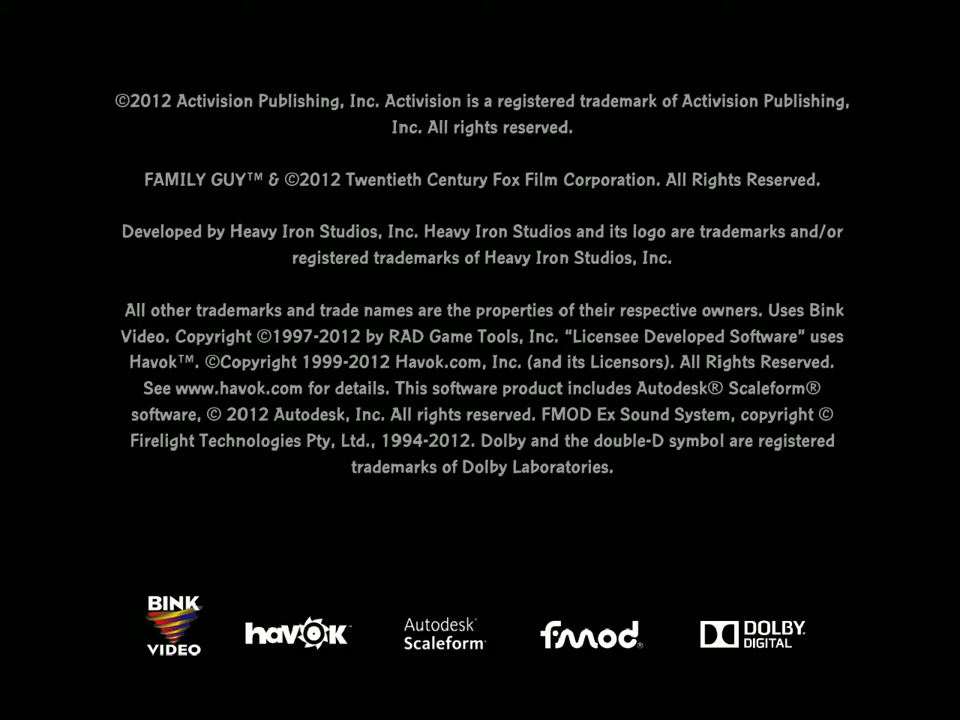 ©2012 Activision Publishing, Inc. Activision is a registered trademark of Activision Publishing,
Inc. All rights reserved.
FAMILY GUY™ & ©2012 Twentieth Century Fox Film Corporation. All Rights Reserved.
Developed by Heavy Iron Studios, Inc. Heavy Iron Studios and its logo are trademarks and/or
registered trademarks of Heavy Iron Studios, Inc.
All other trademarks and trade names are the properties of their respective owners. Uses Bink
Video. Copyright ©1997-2012 by RAD Game Tools, Inc. “Licensee Developed Software” uses
Havok™. ©Copyright 1999-2012 Havok.com, Inc. (and its Licensors). All Rights Reserved.
See www.havok.com for details. This software product includes Autodesk® Scaleform®
software, © 2012 Autodesk, Inc. All rights reserved. FMOD Ex Sound System, copyright ©
Firelight Technologies Pty, Ltd., 1994-2012. Dolby and the double-D symbol are registered
trademarks of Dolby Laboratories.
BINK
VIDEO
havok™
Autodesk®
Scaleform®
fmod®
DOLBY®
DIGITAL